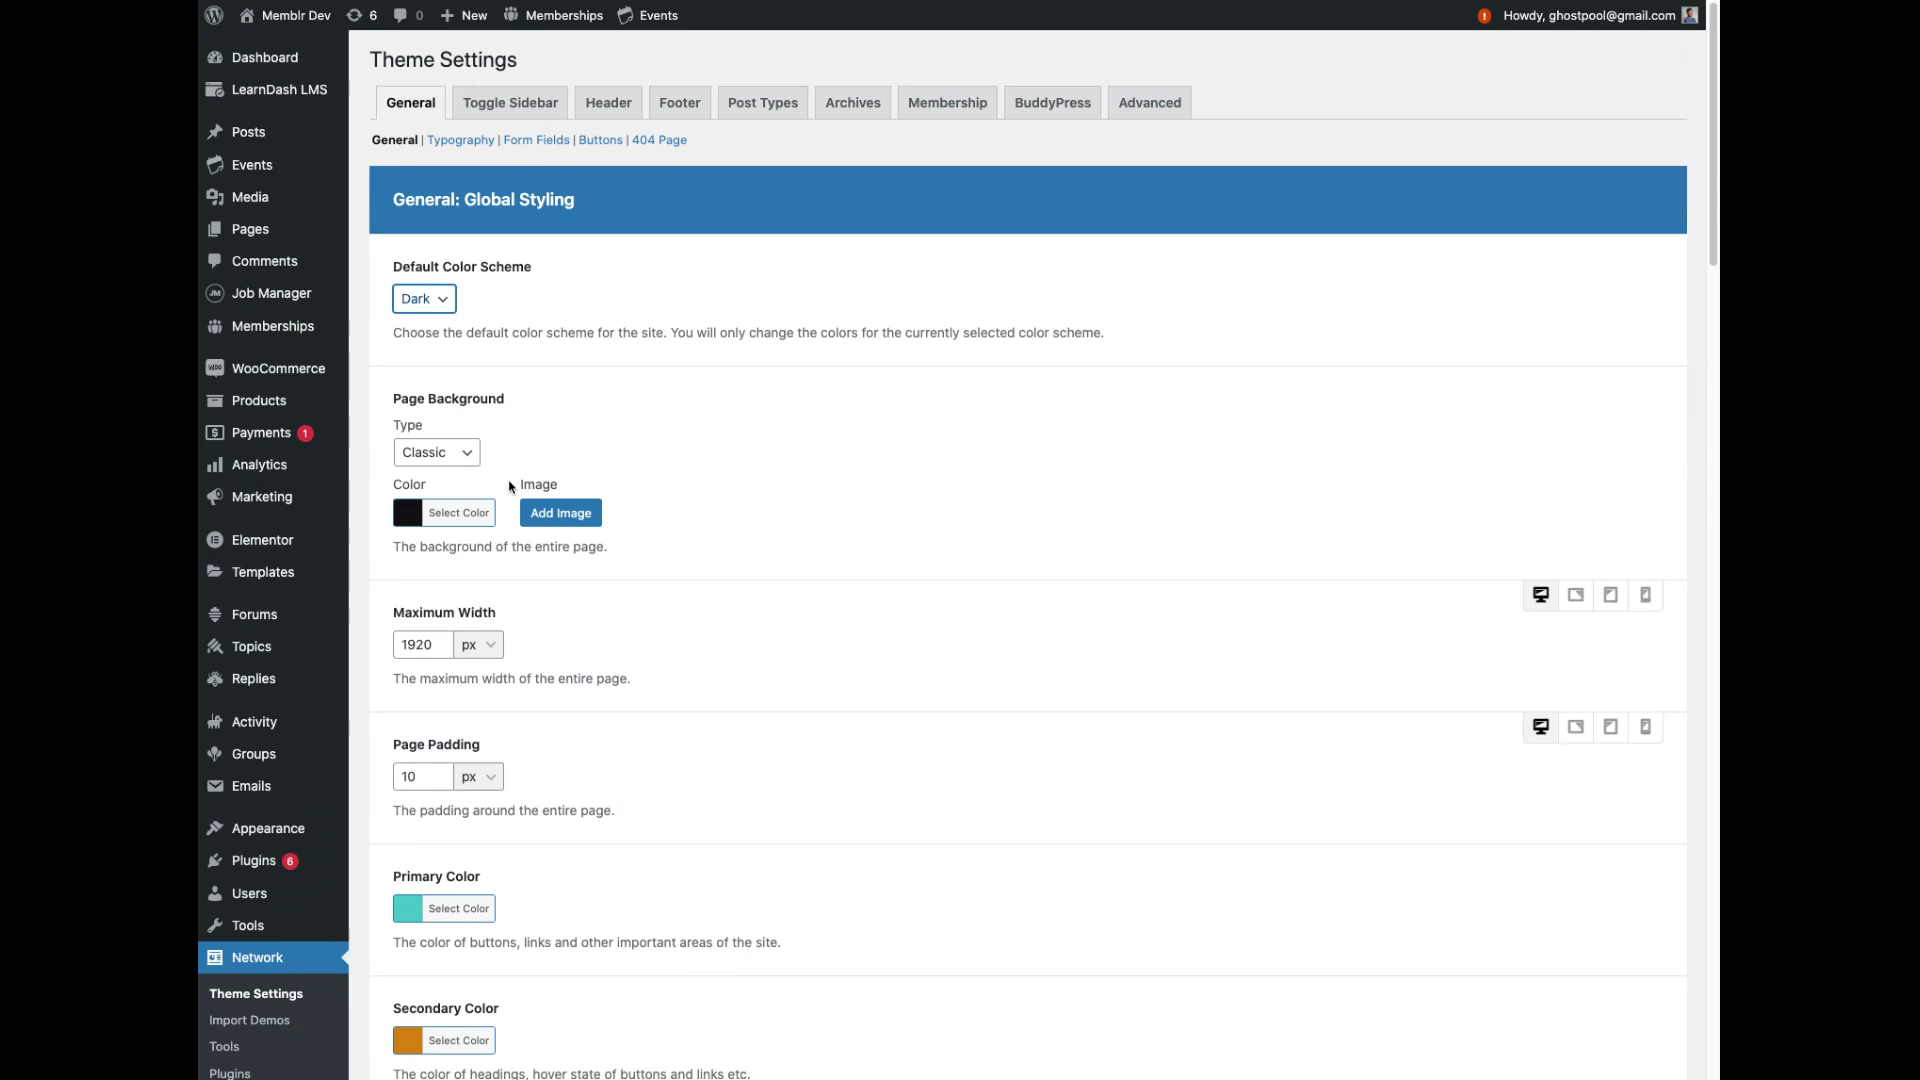 Memblr Dev 6 0 New Memberships Events ! Howdy, ghostpool@gmail.com
Dashboard
LearnDash LMS
Posts
Events
Media
Pages
Comments
JM Job Manager
Memberships
WooCommerce
Products
Payments 1
Analytics
Marketing
Elementor
Templates
Forums
Topics
Replies
Activity
Groups
Emails
Appearance
Plugins 6
Users
Tools
Network
Theme Settings
Import Demos
Tools
Plugins
Theme Settings
General Toggle Sidebar Header Footer Post Types Archives Membership BuddyPress Advanced
General | Typography | Form Fields | Buttons | 404 Page
General: Global Styling
Default Color Scheme
Dark
Choose the default color scheme for the site. You will only change the colors for the currently selected color scheme.
Page Background
Type
Classic
Color Image
Select Color Add Image
The background of the entire page.
Maximum Width
1920 px
The maximum width of the entire page.
Page Padding
10 px
The padding around the entire page.
Primary Color
Select Color
The color of buttons, links and other important areas of the site.
Secondary Color
Select Color
The color of headings, hover state of buttons and links etc.